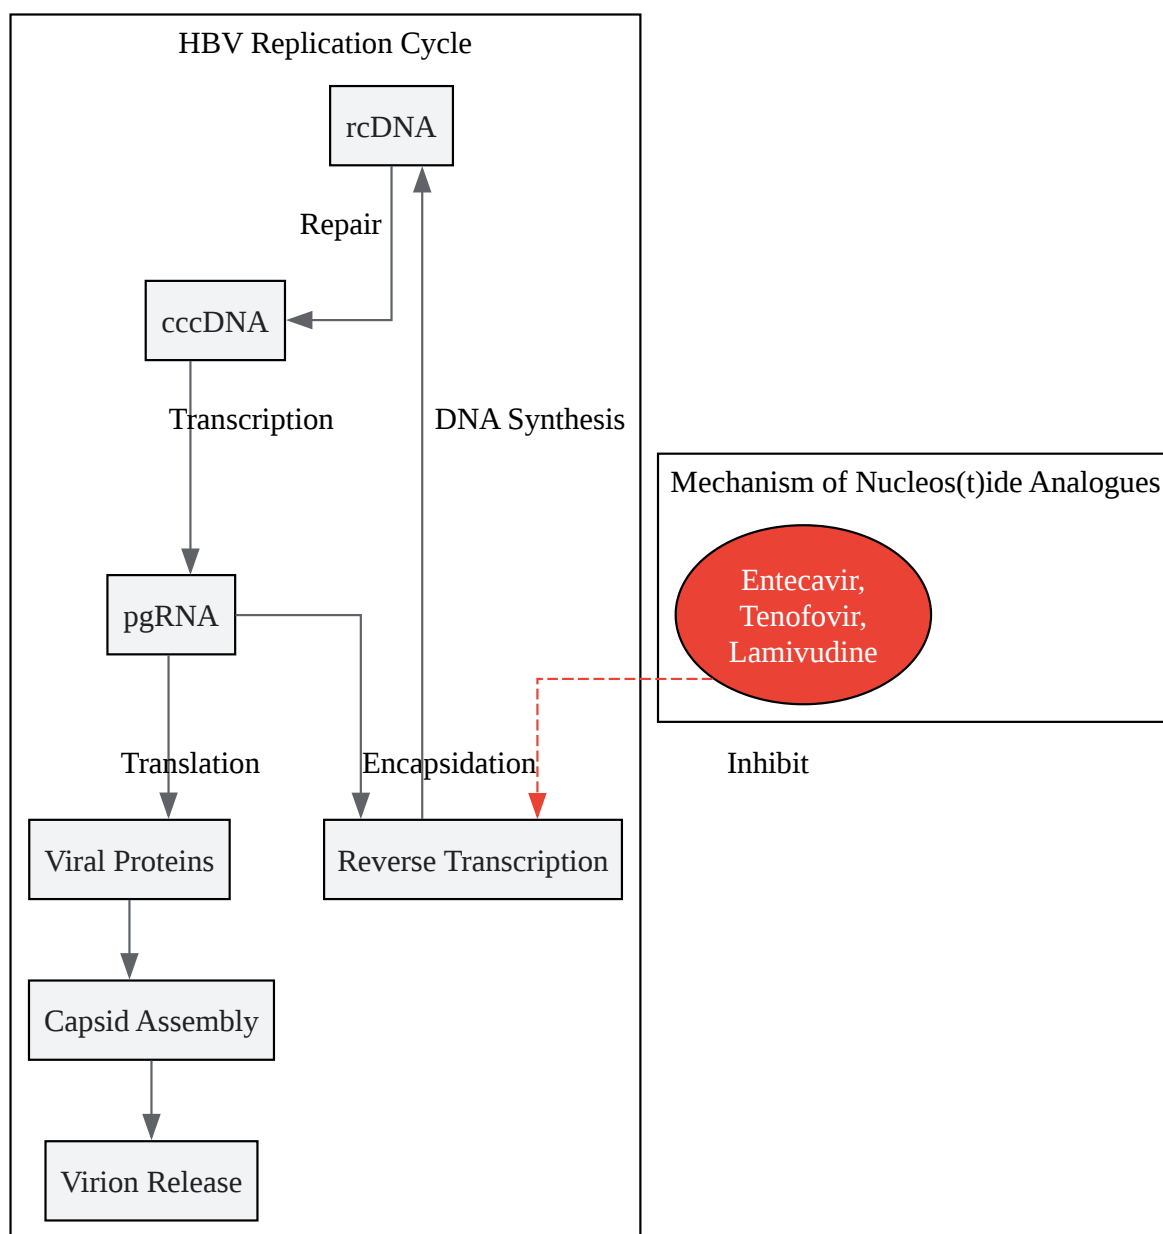 HBV Replication Cycle
rcDNA
Repair
cccDNA
Transcription
DNA Synthesis
Mechanism of Nucleos(t)ide Analogues
Entecavir,
Tenofovir,
Lamivudine
pgRNA
Translation
Encapsidation
Inhibit
Viral Proteins
Reverse Transcription
Capsid Assembly
Virion Release